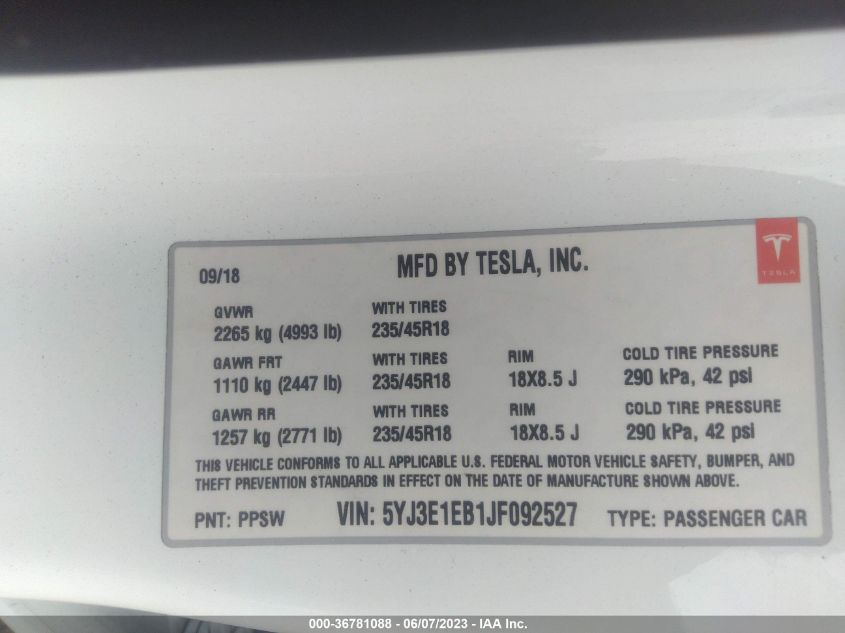 09/18 MFD BY TESLA, INC.
TESLA
GVWR WITH TIRES
2265 kg (4993 lb) 235/45R18
GAWR FRT WITH TIRES RIM COLD TIRE PRESSURE
1110 kg (2447 lb) 235/45R18 18X8.5 J 290 kPa, 42 psi
GAWR RR WITH TIRES RIM COLD TIRE PRESSURE
1257 kg (2771 lb) 235/45R18 18X8.5 J 290 kPa, 42 psi
THIS VEHICLE CONFORMS TO ALL APPLICABLE U.S. FEDERAL MOTOR VEHICLE SAFETY, BUMPER, AND
THEFT PREVENTION STANDARDS IN EFFECT ON THE DATE OF MANUFACTURE SHOWN ABOVE.
PNT: PPSW VIN: 5YJ3E1EB1JF092527 TYPE: PASSENGER CAR
000-36781088 - 06/07/2023 - IAA Inc.